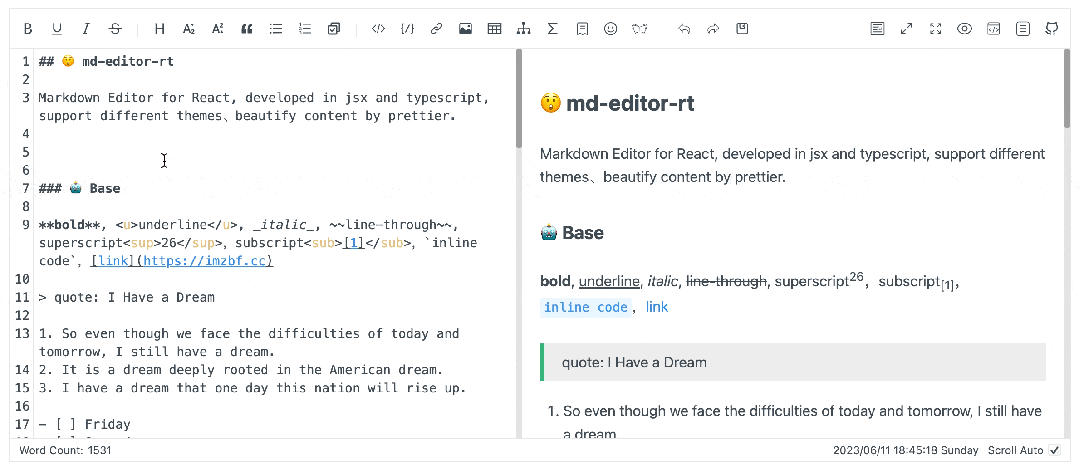 1 ## 😲 md-editor-rt
2
3 Markdown Editor for React, developed in jsx and typescript,
support different themes、beautify content by prettier.
4
5
6
7 ### 🤖 Base
8
9 **bold**, <u>underline</u>, _italic_, ~~line-through~~,
superscript<sup>26</sup>, subscript<sub>[1]</sub>, `inline
code`, [link](https://imzbf.cc)
10
11 > quote: I Have a Dream
12
13 1. So even though we face the difficulties of today and
tomorrow, I still have a dream.
14 2. It is a dream deeply rooted in the American dream.
15 3. I have a dream that one day this nation will rise up.
16
17 - [ ] Friday
😲 md-editor-rt
Markdown Editor for React, developed in jsx and typescript, support different
themes、beautify content by prettier.
🤖 Base
bold, underline, italic, line-through, superscript26，subscript[1]，
inline code，link
quote: I Have a Dream
1. So even though we face the difficulties of today and tomorrow, I still have
a dream.
Word Count: 1531
2023/06/11 18:45:18 Sunday Scroll Auto